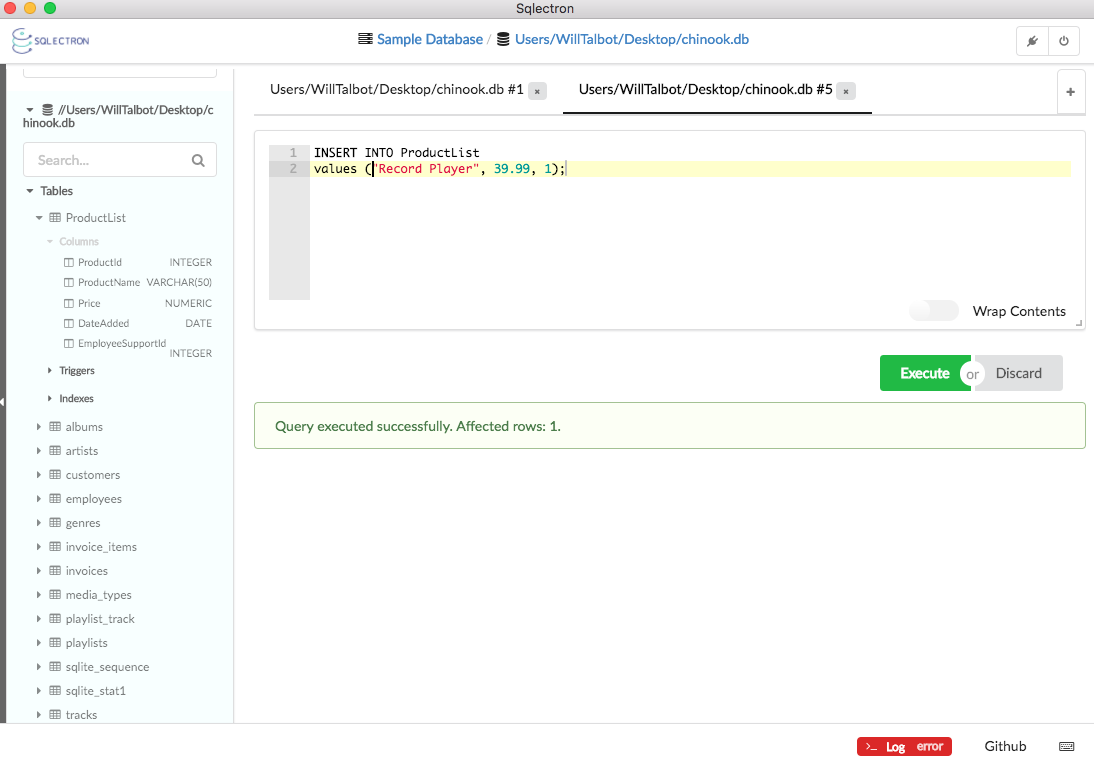 Sqlectron
SQLECTRON
Sample Database / Users/WillTalbot/Desktop/chinook.db
//Users/WillTalbot/Desktop/c
hinook.db
Search...
Tables
ProductList
Columns
ProductId INTEGER
ProductName VARCHAR(50)
Price NUMERIC
DateAdded DATE
EmployeeSupportId
INTEGER
Triggers
Indexes
albums
artists
customers
employees
genres
invoice_items
invoices
media_types
playlist_track
playlists
sqlite_sequence
sqlite_stat1
tracks
Users/WillTalbot/Desktop/chinook.db #1 × Users/WillTalbot/Desktop/chinook.db #5 × +
1 INSERT INTO ProductList
2 values ("Record Player", 39.99, 1);
Wrap Contents
Execute or Discard
Query executed successfully. Affected rows: 1.
>_ Log error Github